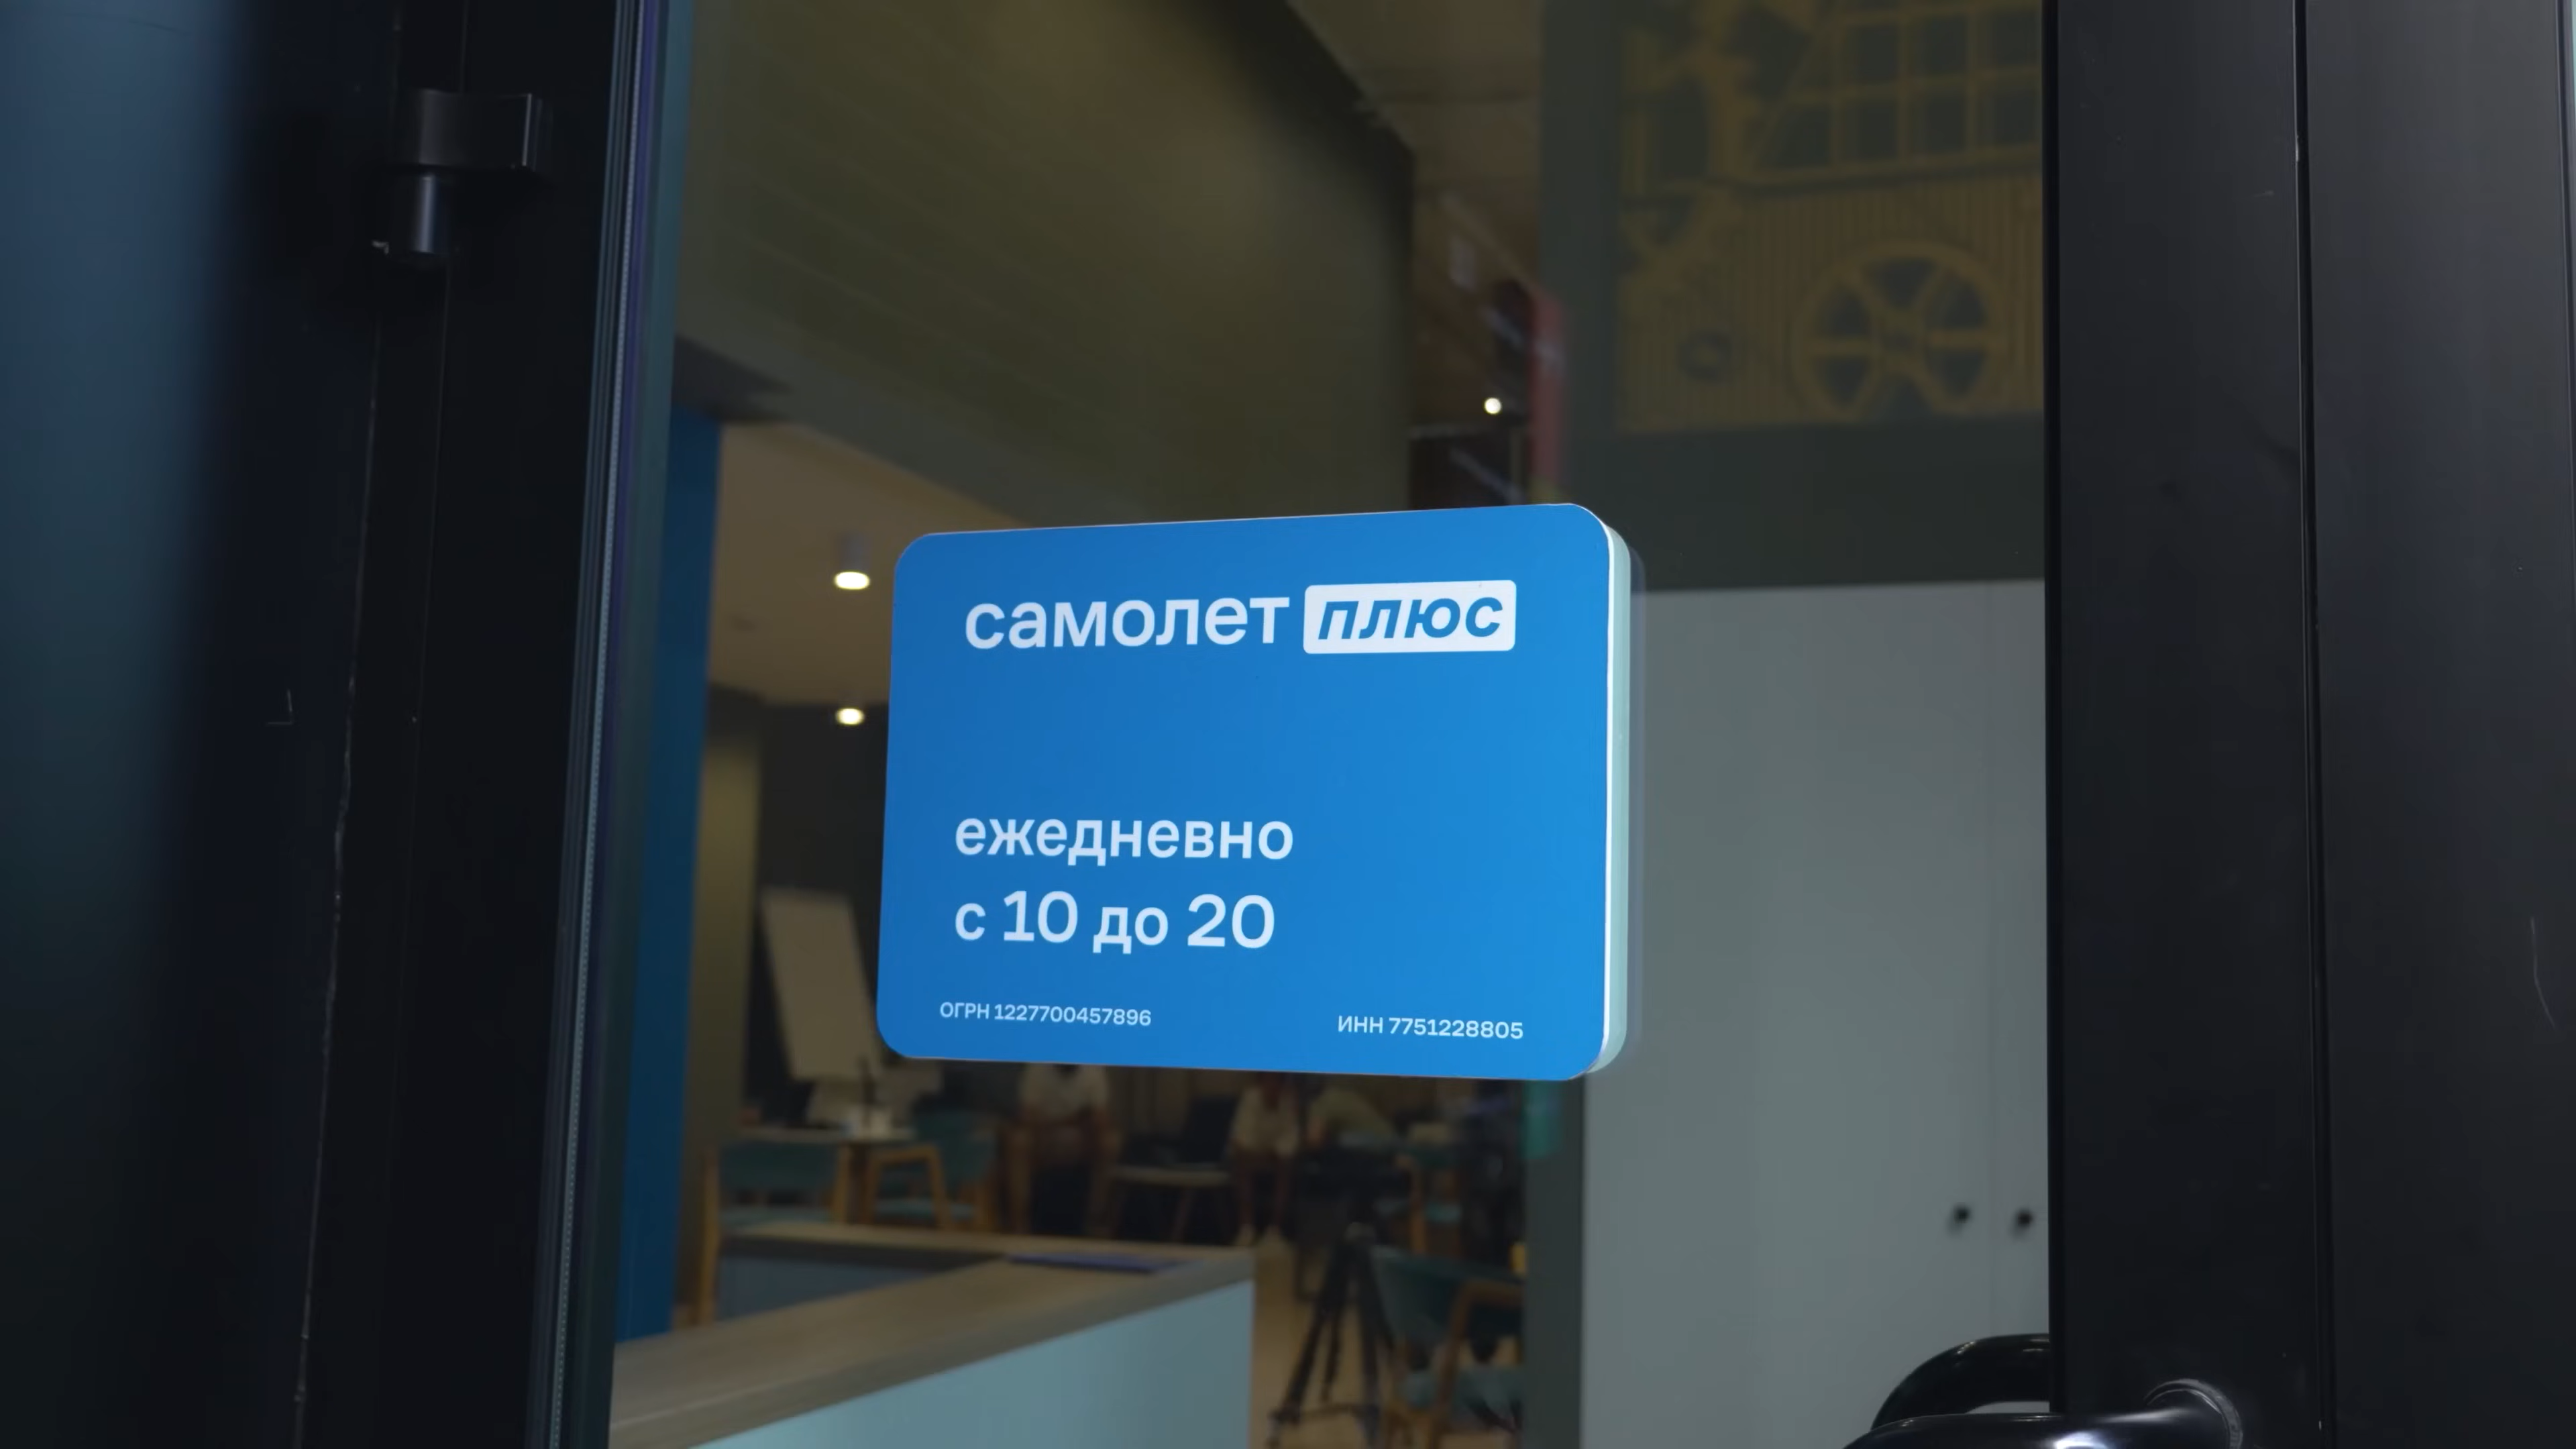 самолет плюс
ежедневно
с 10 до 20
ОГРН 1227700457896
ИНН 7751228805